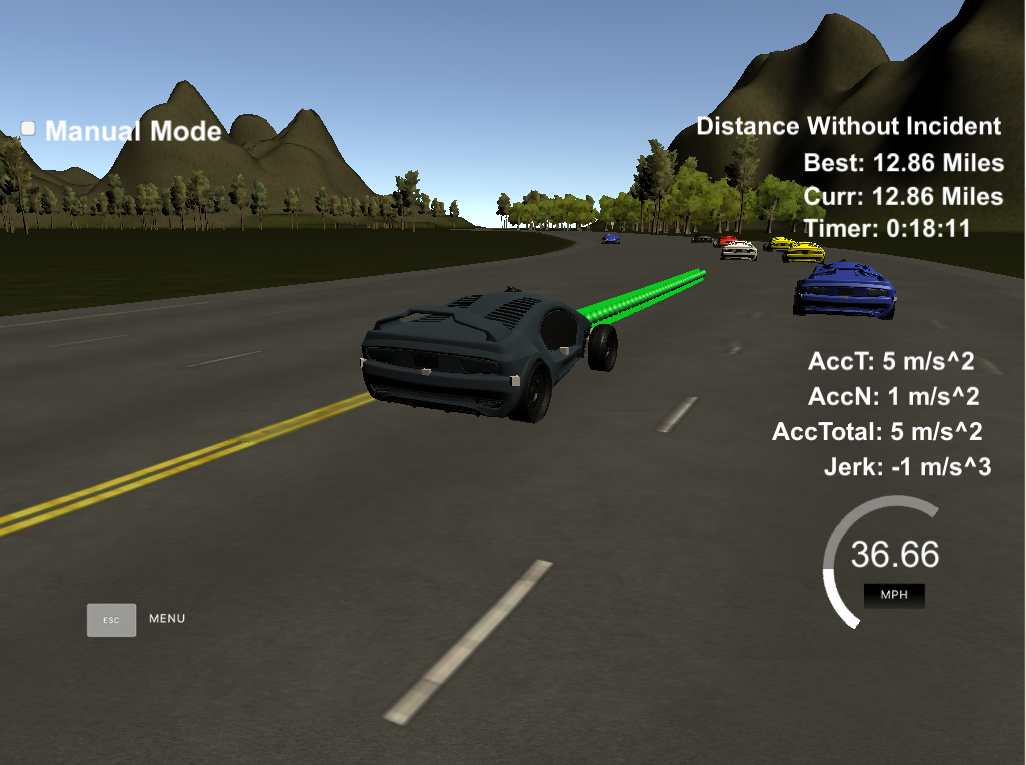 Manual Mode
Distance Without Incident
Best: 12.86 Miles
Curr: 12.86 Miles
Timer: 0:18:11
AccT: 5 m/s^2
AccN: 1 m/s^2
AccTotal: 5 m/s^2
Jerk: -1 m/s^3
36.66
MPH
ESC MENU